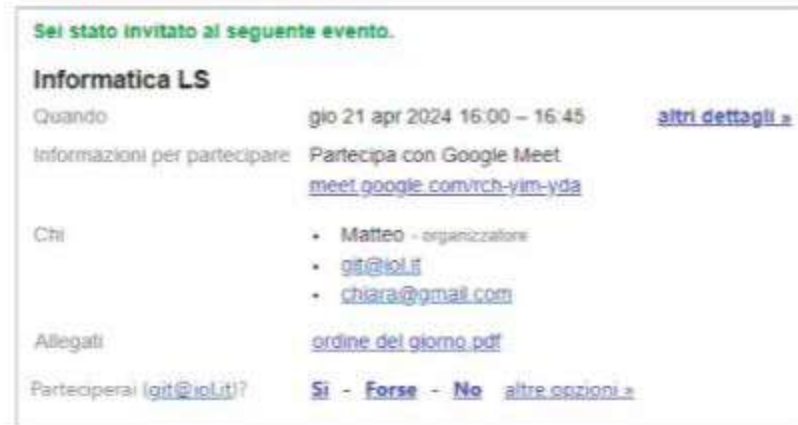 Sei stato invitato al seguente evento.
Informatica LS
Quando gio 21 apr 2024 16:00 – 16:45 altri dettagli »
Informazioni per partecipare Partecipa con Google Meet
meet.google.com/rch-yim-yda
Chi • Matteo - organizzatore
• git@iol.it
• chiara@gmail.com
Allegati ordine del giorno.pdf
Parteciperai (git@iol.it)? Sì - Forse - No altre opzioni »